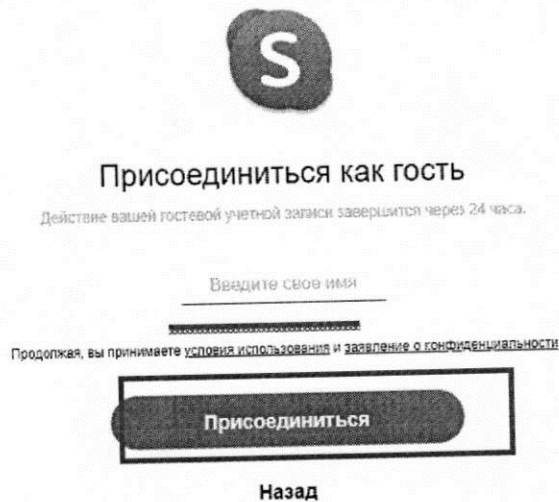 S
Присоединиться как гость
Действие вашей гостевой учетной записи завершится через 24 часа.
Введите свое имя
Продолжая, вы принимаете условия использования и заявление о конфиденциальности
Присоединиться
Назад